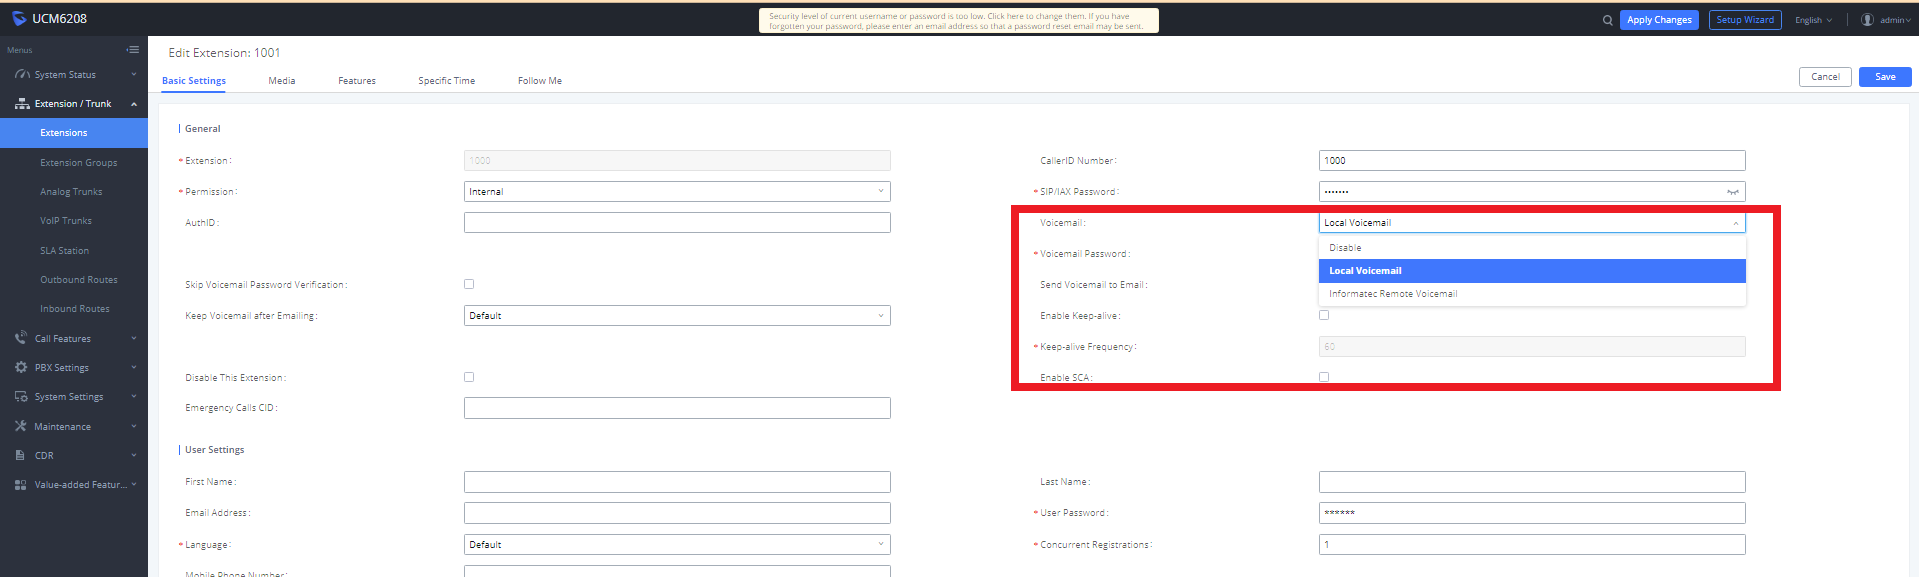 UCM6208
Security level of current username or password is too low. Click here to change them. If you have
forgotten your password, please enter an email address so that a password reset email may be sent.
Apply Changes
Setup Wizard
English
admin
Menus
System Status
Extension / Trunk
Extensions
Extension Groups
Analog Trunks
VoIP Trunks
SLA Station
Outbound Routes
Inbound Routes
Call Features
PBX Settings
System Settings
Maintenance
CDR
Value-added Featur...
Edit Extension: 1001
Basic Settings Media Features Specific Time Follow Me
Cancel Save
General
* Extension: 1000
CallerID Number: 1000
* Permission: Internal
* SIP/IAX Password: •••••••
AuthID:
Voicemail: Local Voicemail
Disable
Local Voicemail
Informatec Remote Voicemail
* Voicemail Password:
Skip Voicemail Password Verification:
Send Voicemail to Email:
Keep Voicemail after Emailing: Default
Enable Keep-alive:
* Keep-alive Frequency: 60
Disable This Extension:
Enable SCA:
Emergency Calls CID:
User Settings
First Name:
Last Name:
Email Address:
* User Password: ******
* Language: Default
* Concurrent Registrations: 1
Mobile Phone Number: